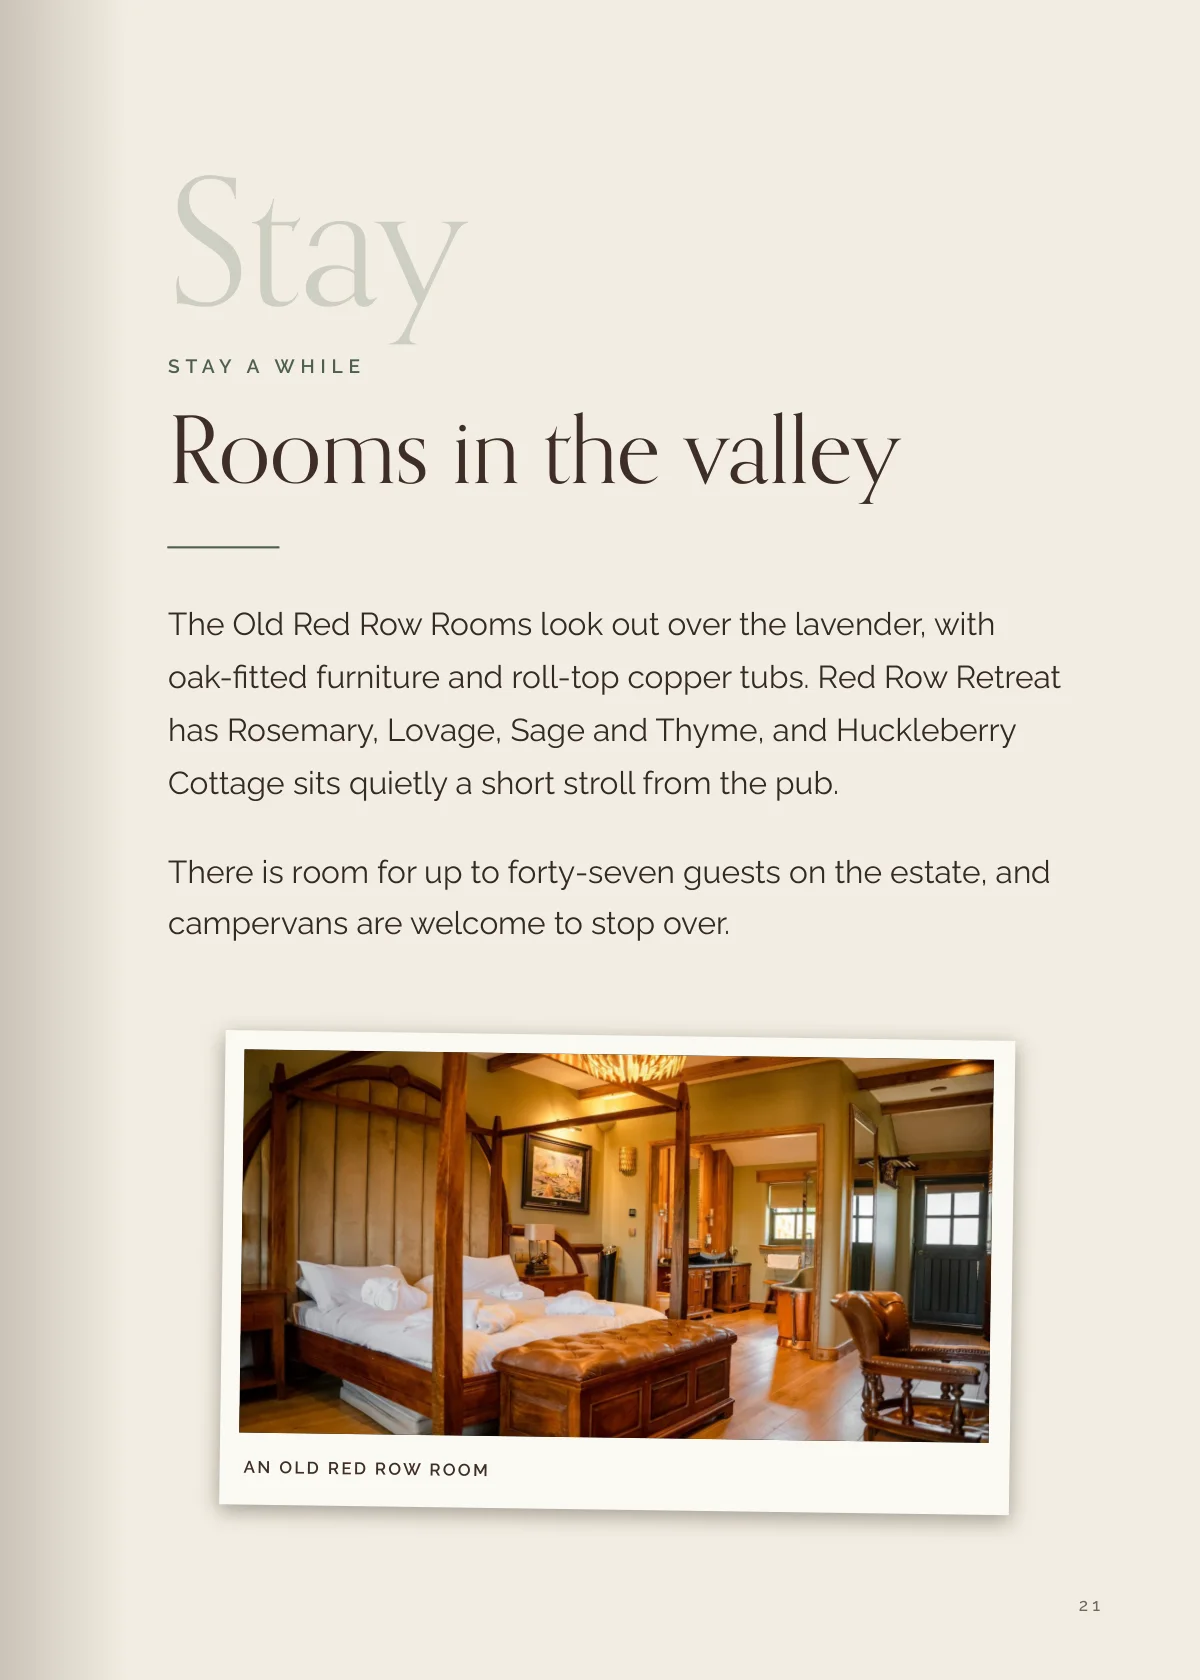 Stay
STAY A WHILE
Rooms in the valley
The Old Red Row Rooms look out over the lavender, with
oak-fitted furniture and roll-top copper tubs. Red Row Retreat
has Rosemary, Lovage, Sage and Thyme, and Huckleberry
Cottage sits quietly a short stroll from the pub.
There is room for up to forty-seven guests on the estate, and
campervans are welcome to stop over.
AN OLD RED ROW ROOM
21